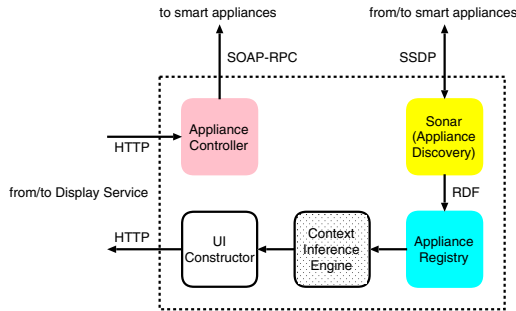 to smart appliances
from/to smart appliances
SOAP-RPC
SSDP
Appliance
Controller
Sonar
(Appliance
Discovery)
HTTP
from/to Display Service
RDF
HTTP
UI
Constructor
Context
Inference
Engine
Appliance
Registry